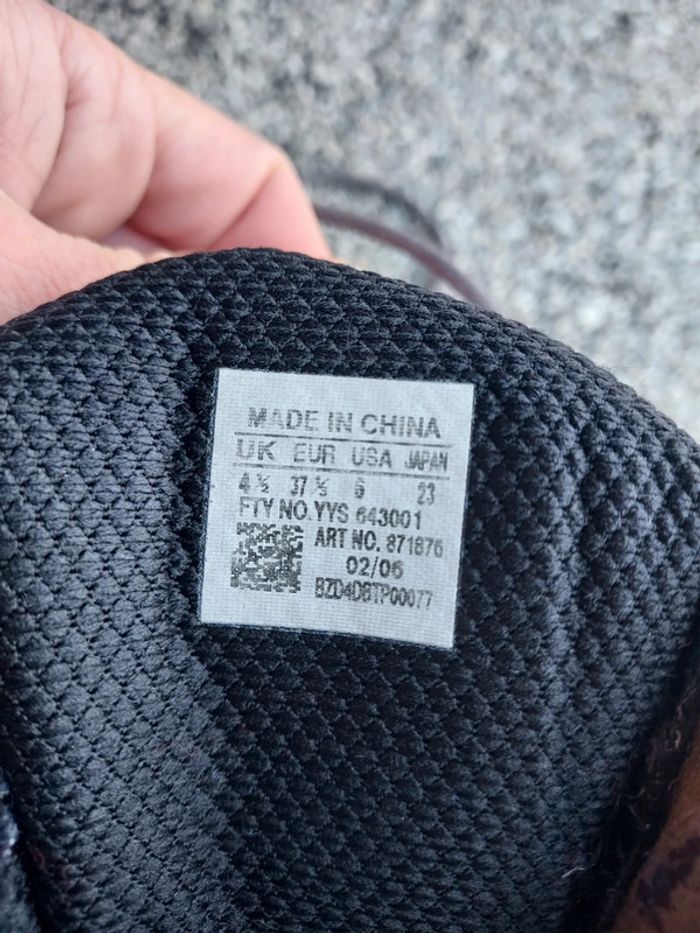 MADE IN CHINA
UK EUR USA JAPAN
4 ½ 37 ½ 6 23
FTY NO. YYS 643001
ART NO. 871876
02/06
BZD4DBTP00077